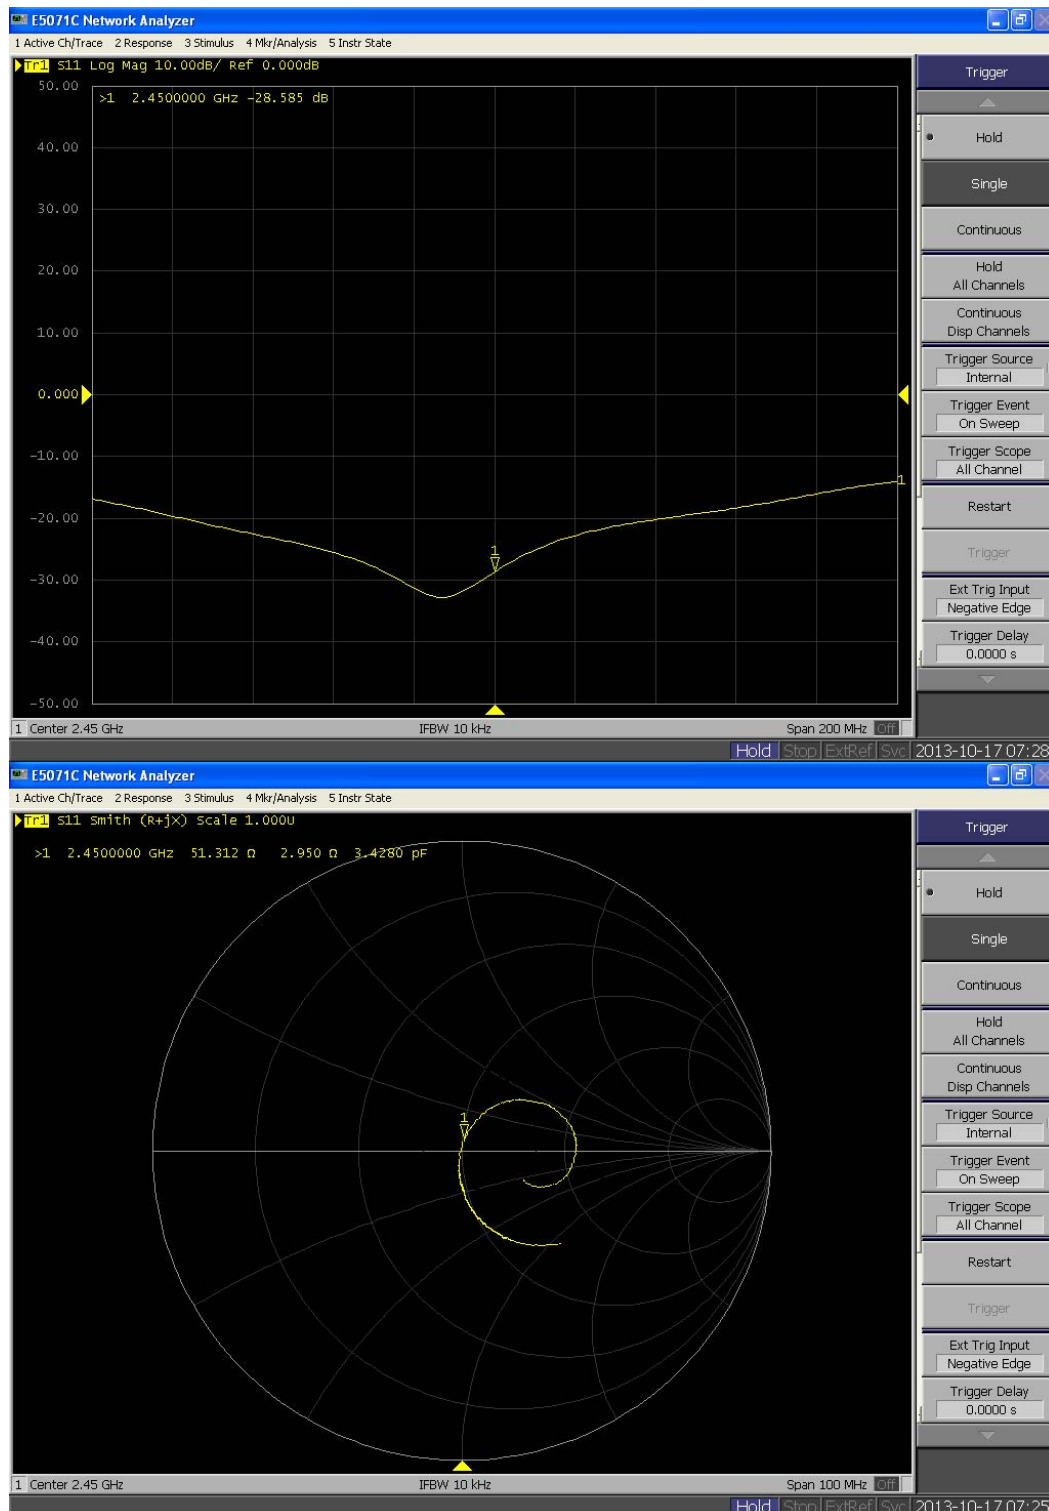 E5071C Network Analyzer
1 Active Ch/Trace 2 Response 3 Stimulus 4 Mkr/Analysis 5 Instr State
Tr1 S11 Log Mag 10.00dB/ Ref 0.000dB
50.00
>1 2.4500000 GHz -28.585 dB
40.00
30.00
20.00
10.00
0.000
-10.00
-20.00
-30.00
-40.00
-50.00
1
1
1 Center 2.45 GHz
IFBW 10 kHz
Span 200 MHz Off
Trigger
Hold
Single
Continuous
Hold
All Channels
Continuous
Disp Channels
Trigger Source
Internal
Trigger Event
On Sweep
Trigger Scope
All Channel
Restart
Trigger
Ext Trig Input
Negative Edge
Trigger Delay
0.0000 s
Hold Stop ExtRef Svc 2013-10-17 07:28
E5071C Network Analyzer
1 Active Ch/Trace 2 Response 3 Stimulus 4 Mkr/Analysis 5 Instr State
Tr1 S11 Smith (R+jX) Scale 1.000U
>1 2.4500000 GHz 51.312 Ω 2.950 Ω 3.4280 pF
1
1 Center 2.45 GHz
IFBW 10 kHz
Span 100 MHz Off
Trigger
Hold
Single
Continuous
Hold
All Channels
Continuous
Disp Channels
Trigger Source
Internal
Trigger Event
On Sweep
Trigger Scope
All Channel
Restart
Trigger
Ext Trig Input
Negative Edge
Trigger Delay
0.0000 s
Hold Stop ExtRef Svc 2013-10-17 07:25